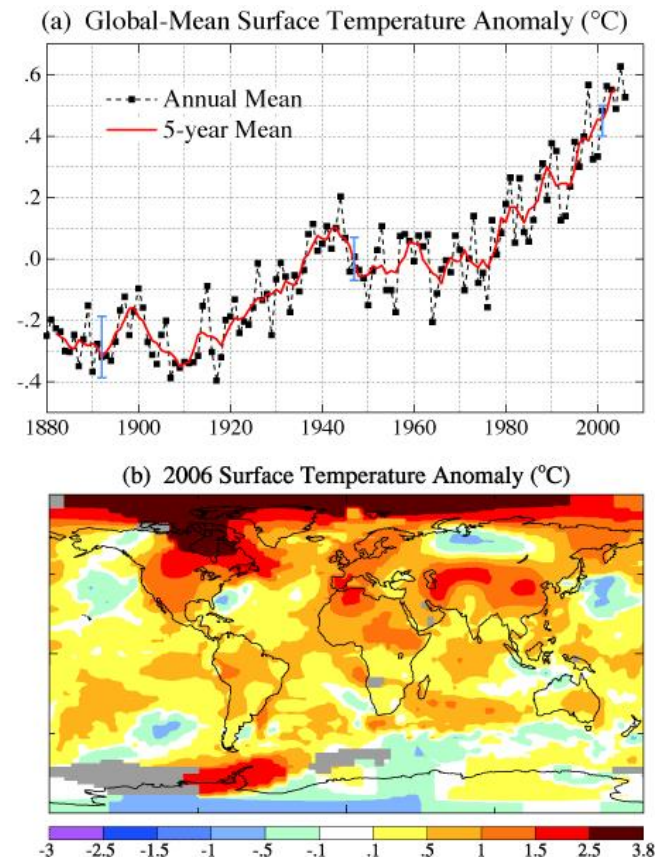 (a) Global-Mean Surface Temperature Anomaly (°C)
.6
Annual Mean
5-year Mean
.4
.2
.0
-.2
-.4
1880 1900 1920 1940 1960 1980 2000
(b) 2006 Surface Temperature Anomaly (°C)
-3 -2.5 -1.5 -1 -.5 -.1 .1 .5 1 1.5 2.5 3.8